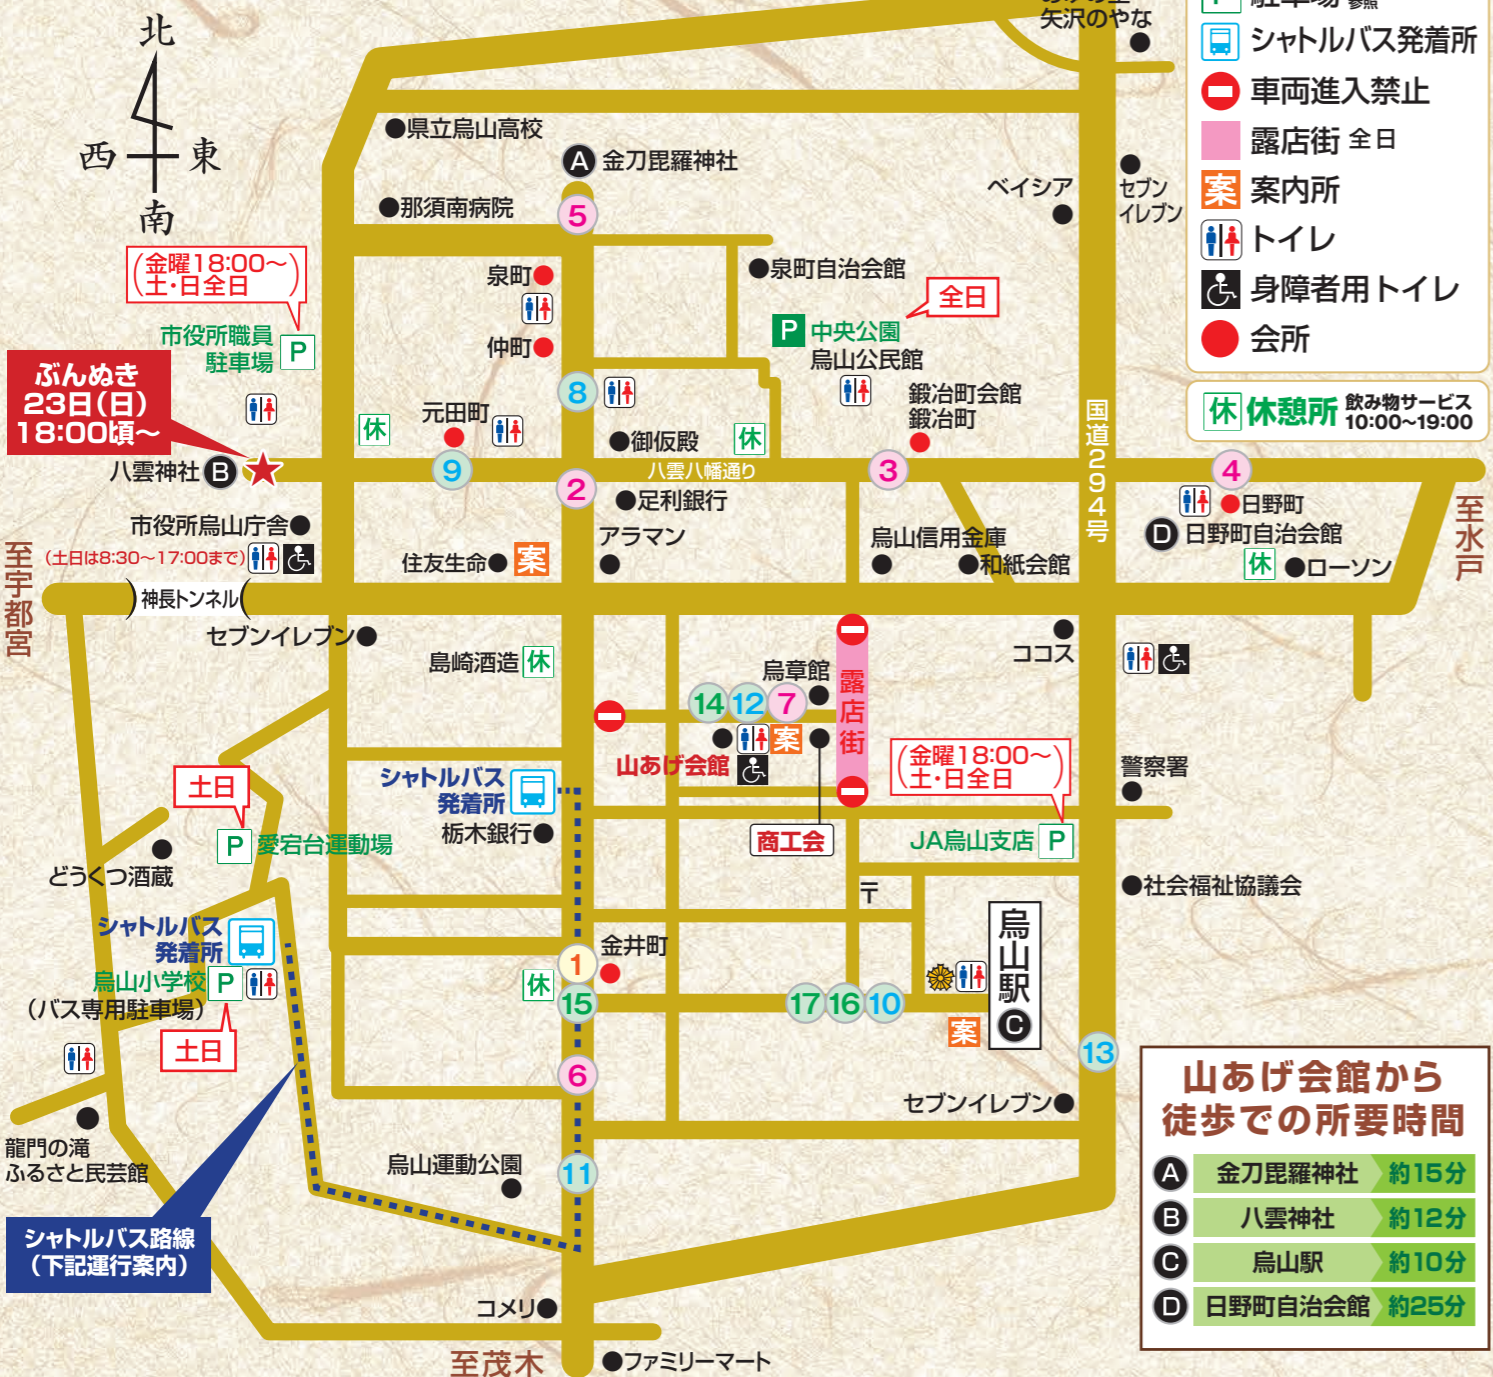 北
西 東
南
矢沢のやな
駐車場 参照
シャトルバス発着所
車両進入禁止
露店街 全日
案 案内所
トイレ
身障者用トイレ
会所
休 休憩所 飲み物サービス
10:00~19:00
県立烏山高校
A 金刀毘羅神社
那須南病院
5
ベイシア
セブン
イレブン
(金曜18:00~
土・日全日)
市役所職員
駐車場 P
泉町
仲町
泉町自治会館
全日
P 中央公園
烏山公民館
ぶんぬき
23日(日)
18:00頃~
8
元田町
休
御仮殿
休
鍛冶町会館
鍛冶町
国道294号
八雲神社 B
9
八雲八幡通り
2
3
4
足利銀行
日野町
D 日野町自治会館
休
ローソン
至水戸
市役所烏山庁舎
(土日は8:30~17:00まで)
住友生命
案
アラマン
烏山信用金庫
和紙会館
至宇都宮
神長トンネル
セブンイレブン
島崎酒造 休
烏章館
14 12 7
露店街
ココス
山あげ会館
案
商工会
(金曜18:00~
土・日全日)
JA烏山支店 P
警察署
シャトルバス
発着所
栃木銀行
土日
P 愛宕台運動場
どうくつ酒蔵
〒
社会福祉協議会
シャトルバス
発着所
烏山小学校 P
(バス専用駐車場)
土日
1
金井町
休
15
17 16 10
案
烏山駅
C
6
13
セブンイレブン
龍門の滝
ふるさと民芸館
烏山運動公園
11
シャトルバス路線
(下記運行案内)
コメリ
至茂木
ファミリーマート
山あげ会館から
徒歩での所要時間
A 金刀毘羅神社 約15分
B 八雲神社 約12分
C 烏山駅 約10分
D 日野町自治会館 約25分